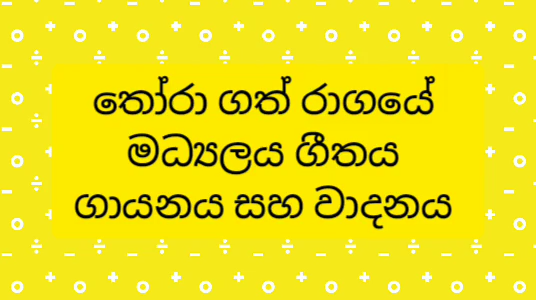 තෝරා ගත් රාගයේ
මධ්‍යලය ගීතය
ගායනය සහ වාදනය